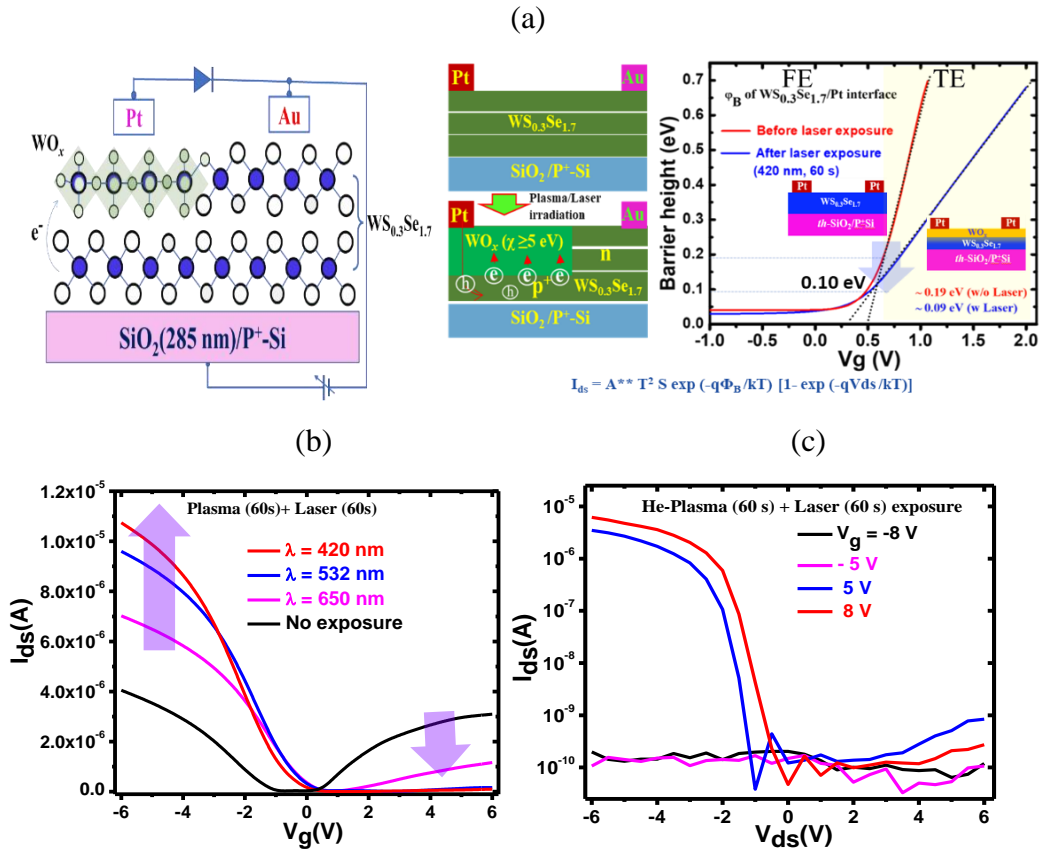 (a)
Pt
Au
WOₓ
e⁻
WS₀.₃Se₁.₇
SiO₂(285 nm)/P⁺-Si
Pt
Au
WS₀.₃Se₁.₇
SiO₂/P⁺-Si
Plasma/Laser
irradiation
Pt
Au
WOₓ (χ ≥5 eV)
n
e e e
h h p⁺ WS₀.₃Se₁.₇
SiO₂/P⁺-Si
Barrier height (eV)
0.7
0.6
0.5
0.4
0.3
0.2
0.1
0.0
FE TE
φ_B of WS₀.₃Se₁.₇/Pt interface
Before laser exposure
After laser exposure
(420 nm, 60 s)
Pt Pt
WS₀.₃Se₁.₇
th-SiO₂/P⁺Si
Pt Pt
WOₓ
WS₀.₃Se₁.₇
th-SiO₂/P⁺Si
0.10 eV
~ 0.19 eV (w/o Laser)
~ 0.09 eV (w Laser)
-1.0 -0.5 0.0 0.5 1.0 1.5 2.0
Vg (V)
I_ds = A** T² S exp (-qΦ_B/kT) [1- exp (-qVds/kT)]
(b)
I_ds(A)
1.2x10⁻⁵
1.0x10⁻⁵
8.0x10⁻⁶
6.0x10⁻⁶
4.0x10⁻⁶
2.0x10⁻⁶
0.0
Plasma (60s)+ Laser (60s)
λ = 420 nm
λ = 532 nm
λ = 650 nm
No exposure
-6 -4 -2 0 2 4 6
V_g(V)
(c)
I_ds(A)
10⁻⁵
10⁻⁶
10⁻⁷
10⁻⁸
10⁻⁹
10⁻¹⁰
He-Plasma (60 s) + Laser (60 s) exposure
V_g = -8 V
- 5 V
5 V
8 V
-6 -4 -2 0 2 4 6
V_ds(V)